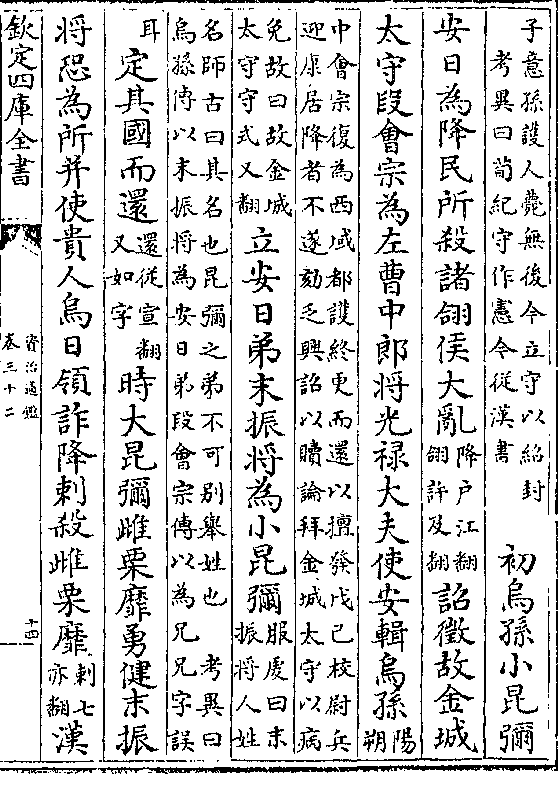 子意孫護人薨無後今立守以紹封
考異曰荀紀守作憲今從漢書
初烏孫小昆彌
安日為降民所殺諸翖侯大亂
降户江翻
翖許及翻
詔徵故金城
太守段會宗為左曹中郎將光禄大夫使安輯烏孫
陽
朔
中會宗復為西域都護終更而還以擅發戊己校尉兵
迎康居降者不遂劾乏興詔以贖論拜金城太守以病
免故曰故金城
太守守式又翻
立安日弟末振將為小昆彌
服虔曰末
振將人姓
名師古曰其名也昆彌之弟不可别舉姓也 考異曰
烏孫傳以末振將為安日弟段會宗傳以為兄兄字誤
耳
定其國而還
還從宣翻
又如字
時大昆彌雌栗靡勇健末振
將恐為所并使貴人烏日領詐降刺殺雌栗靡
刺七
亦翻
漢
欽定四庫全書
資治通鑑
卷三十二
十四